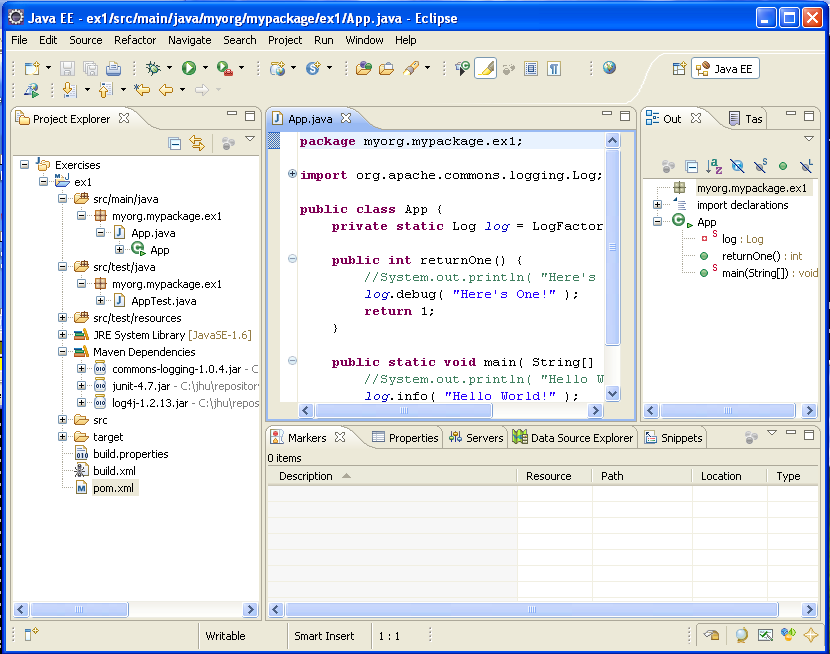 Java EE - ex1/src/main/java/myorg/mypackage/ex1/App.java - Eclipse
File Edit Source Refactor Navigate Search Project Run Window Help
Java EE
Project Explorer
Exercises
ex1
src/main/java
myorg.mypackage.ex1
App.java
App
src/test/java
myorg.mypackage.ex1
AppTest.java
src/test/resources
JRE System Library [JavaSE-1.6]
Maven Dependencies
commons-logging-1.0.4.jar - C
junit-4.7.jar - C:\jhu\repository
log4j-1.2.13.jar - C:\jhu\repos
src
target
build.properties
build.xml
pom.xml
App.java
package myorg.mypackage.ex1;
import org.apache.commons.logging.Log;
public class App {
private static Log log = LogFactor
public int returnOne() {
//System.out.println( "Here's
log.debug( "Here's One!" );
return 1;
}
public static void main( String[]
//System.out.println( "Hello W
log.info( "Hello World!" );
Out
Tas
myorg.mypackage.ex1
import declarations
App
log : Log
returnOne() : int
main(String[]) : void
Markers Properties Servers Data Source Explorer Snippets
0 items
Description Resource Path Location Type
Writable Smart Insert 1 : 1